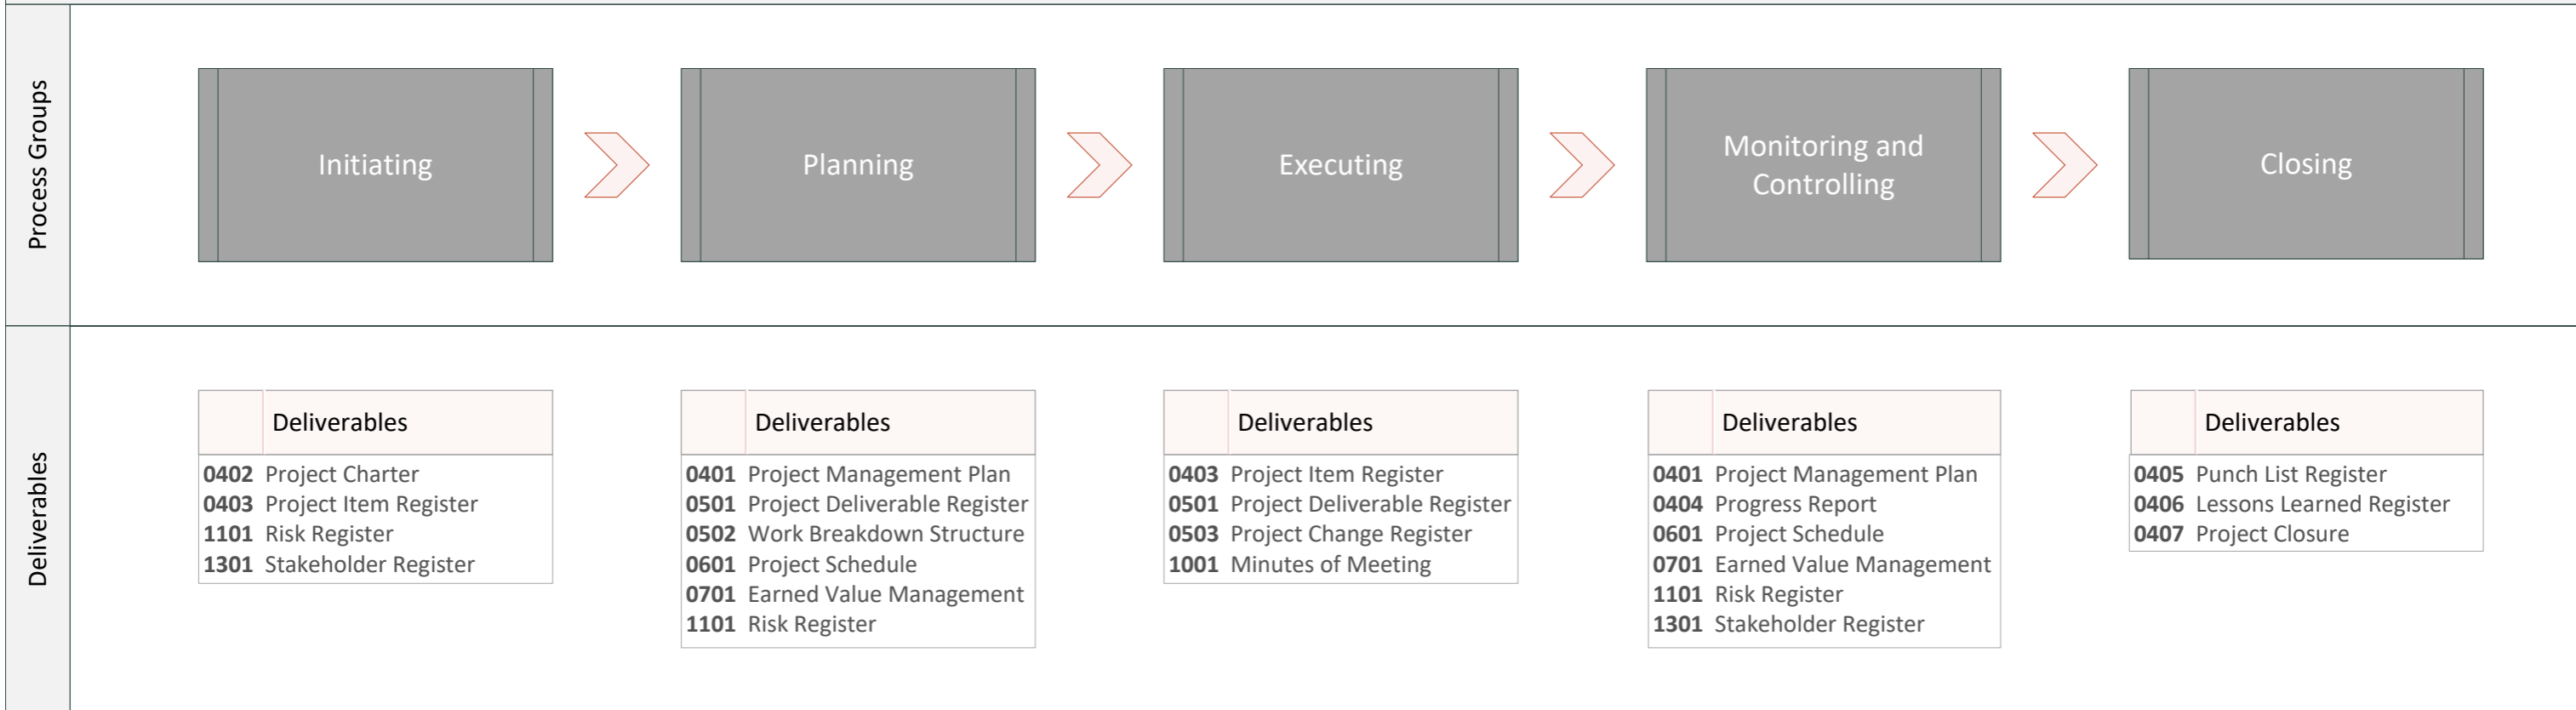 Process Groups
Initiating
Planning
Executing
Monitoring and
Controlling
Closing
Deliverables
Deliverables
0402 Project Charter
0403 Project Item Register
1101 Risk Register
1301 Stakeholder Register
Deliverables
0401 Project Management Plan
0501 Project Deliverable Register
0502 Work Breakdown Structure
0601 Project Schedule
0701 Earned Value Management
1101 Risk Register
Deliverables
0403 Project Item Register
0501 Project Deliverable Register
0503 Project Change Register
1001 Minutes of Meeting
Deliverables
0401 Project Management Plan
0404 Progress Report
0601 Project Schedule
0701 Earned Value Management
1101 Risk Register
1301 Stakeholder Register
Deliverables
0405 Punch List Register
0406 Lessons Learned Register
0407 Project Closure